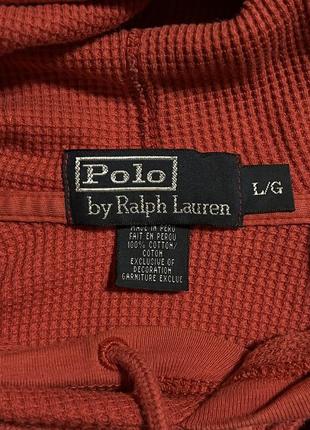 Polo
by Ralph Lauren
L/G
MADE IN PERU
FAIT EN PEROU
100% COTTON/
COTON
EXCLUSIVE OF
DECORATION
GARNITURE EXCLUE